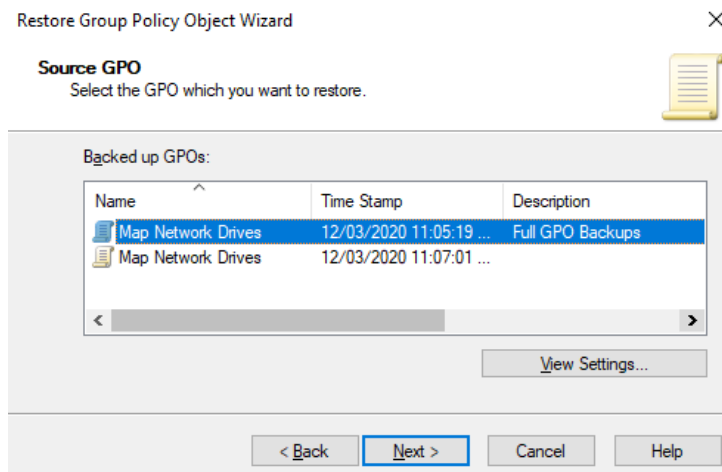 Restore Group Policy Object Wizard
Source GPO
Select the GPO which you want to restore.
Backed up GPOs:
Name Time Stamp Description
Map Network Drives 12/03/2020 11:05:19 ... Full GPO Backups
Map Network Drives 12/03/2020 11:07:01 ...
View Settings...
< Back Next > Cancel Help